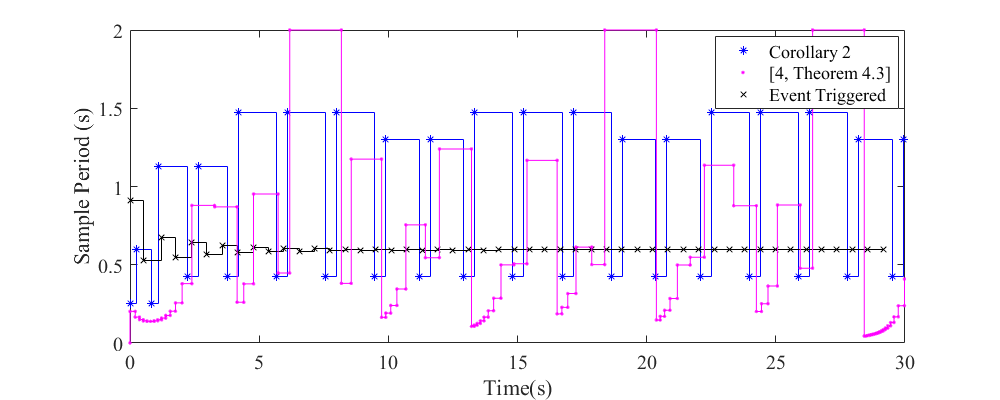 2
1.5
1
0.5
0
Sample Period (s)
Corollary 2
[4, Theorem 4.3]
Event Triggered
0 5 10 15 20 25 30
Time(s)